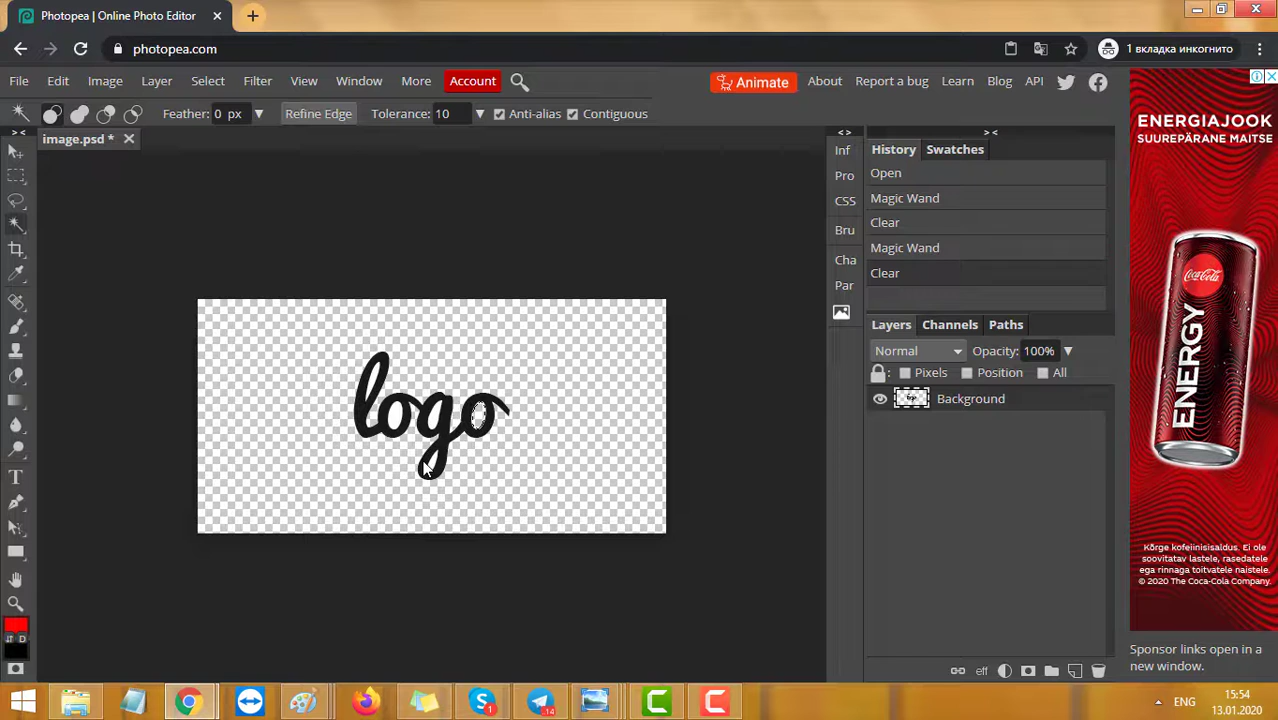 Photopea | Online Photo Editor
photopea.com
1 вкладка инкогнито
File Edit Image Layer Select Filter View Window More Account
Animate About Report a bug Learn Blog API
Feather: 0 px Refine Edge Tolerance: 10 Anti-alias Contiguous
image.psd *
Inf
Pro
CSS
Bru
Cha
Par
History Swatches
Open
Magic Wand
Clear
Magic Wand
Clear
Layers Channels Paths
Normal Opacity: 100%
Pixels Position All
Background
eff
logo
D
ENERGIAJOOK
SUUREPÄRANE MAITSE
Coca-Cola
ENERGY
Kõrge kofeiinisisaldus. Ei ole
soovitatav lastele, rasedatele
ega rinnaga toitvatele naistele.
© 2020 The Coca-Cola Company.
Sponsor links open in a
new window.
1
-14
ENG
15:54
13.01.2020